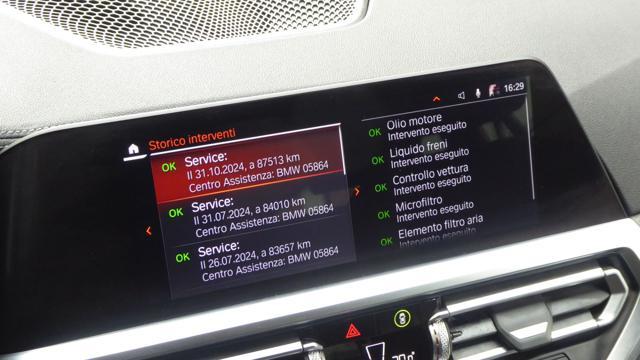 16:29
Storico interventi
OK Service:
Il 31.10.2024, a 87513 km
Centro Assistenza: BMW 05864
OK Service:
Il 31.07.2024, a 84010 km
Centro Assistenza: BMW 05864
OK Service:
Il 26.07.2024, a 83657 km
Centro Assistenza: BMW 05864
OK Olio motore
Intervento eseguito
OK Liquido freni
Intervento eseguito
OK Controllo vettura
Intervento eseguito
OK Microfiltro
Intervento eseguito
OK Elemento filtro aria
Intervento eseguito